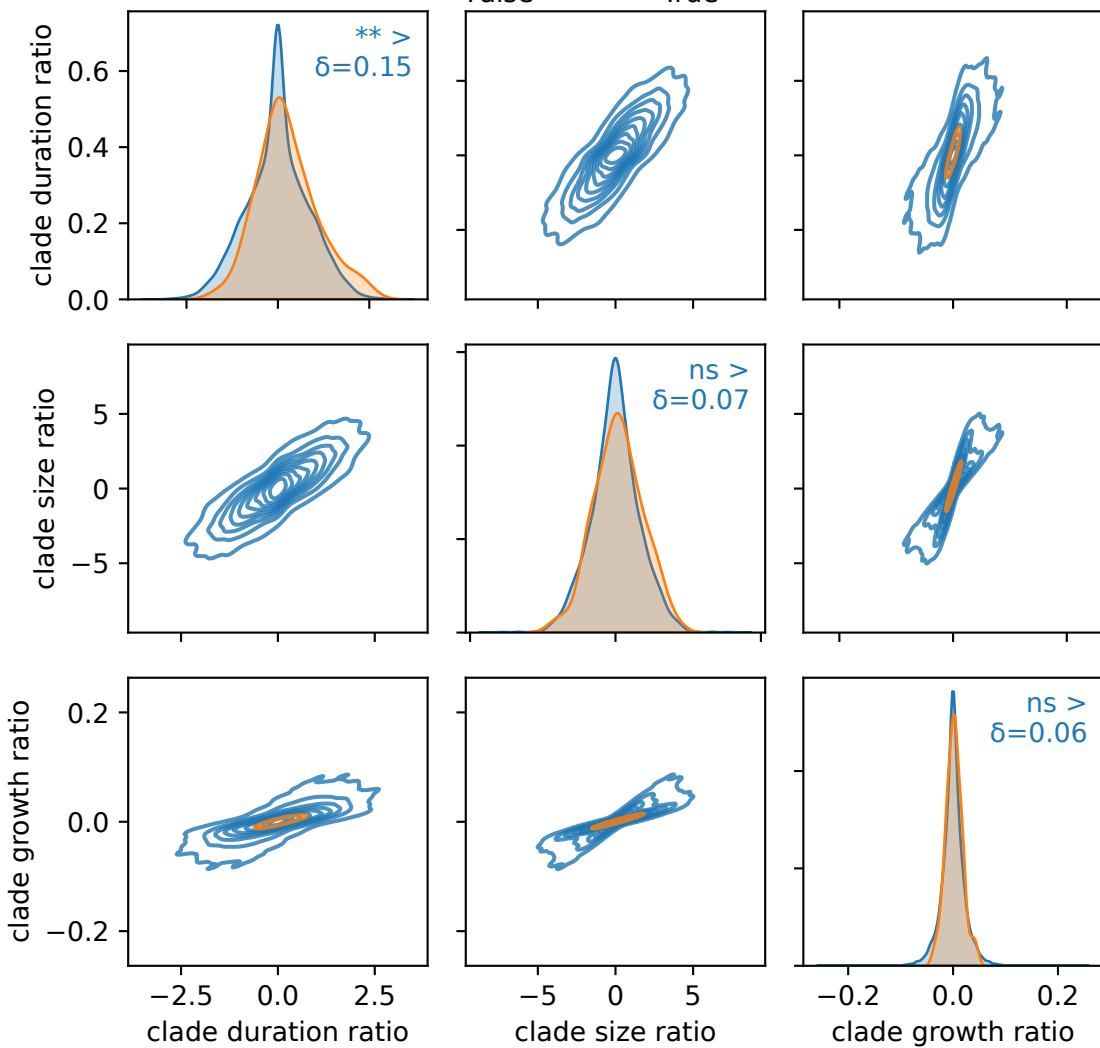 True
clade duration ratio
0.6
0.4
0.2
0.0
** >
δ=0.15
clade size ratio
5
0
−5
ns >
δ=0.07
clade growth ratio
0.2
0.0
−0.2
ns >
δ=0.06
−2.5 0.0 2.5
−5 0 5
−0.2 0.0 0.2
clade duration ratio
clade size ratio
clade growth ratio